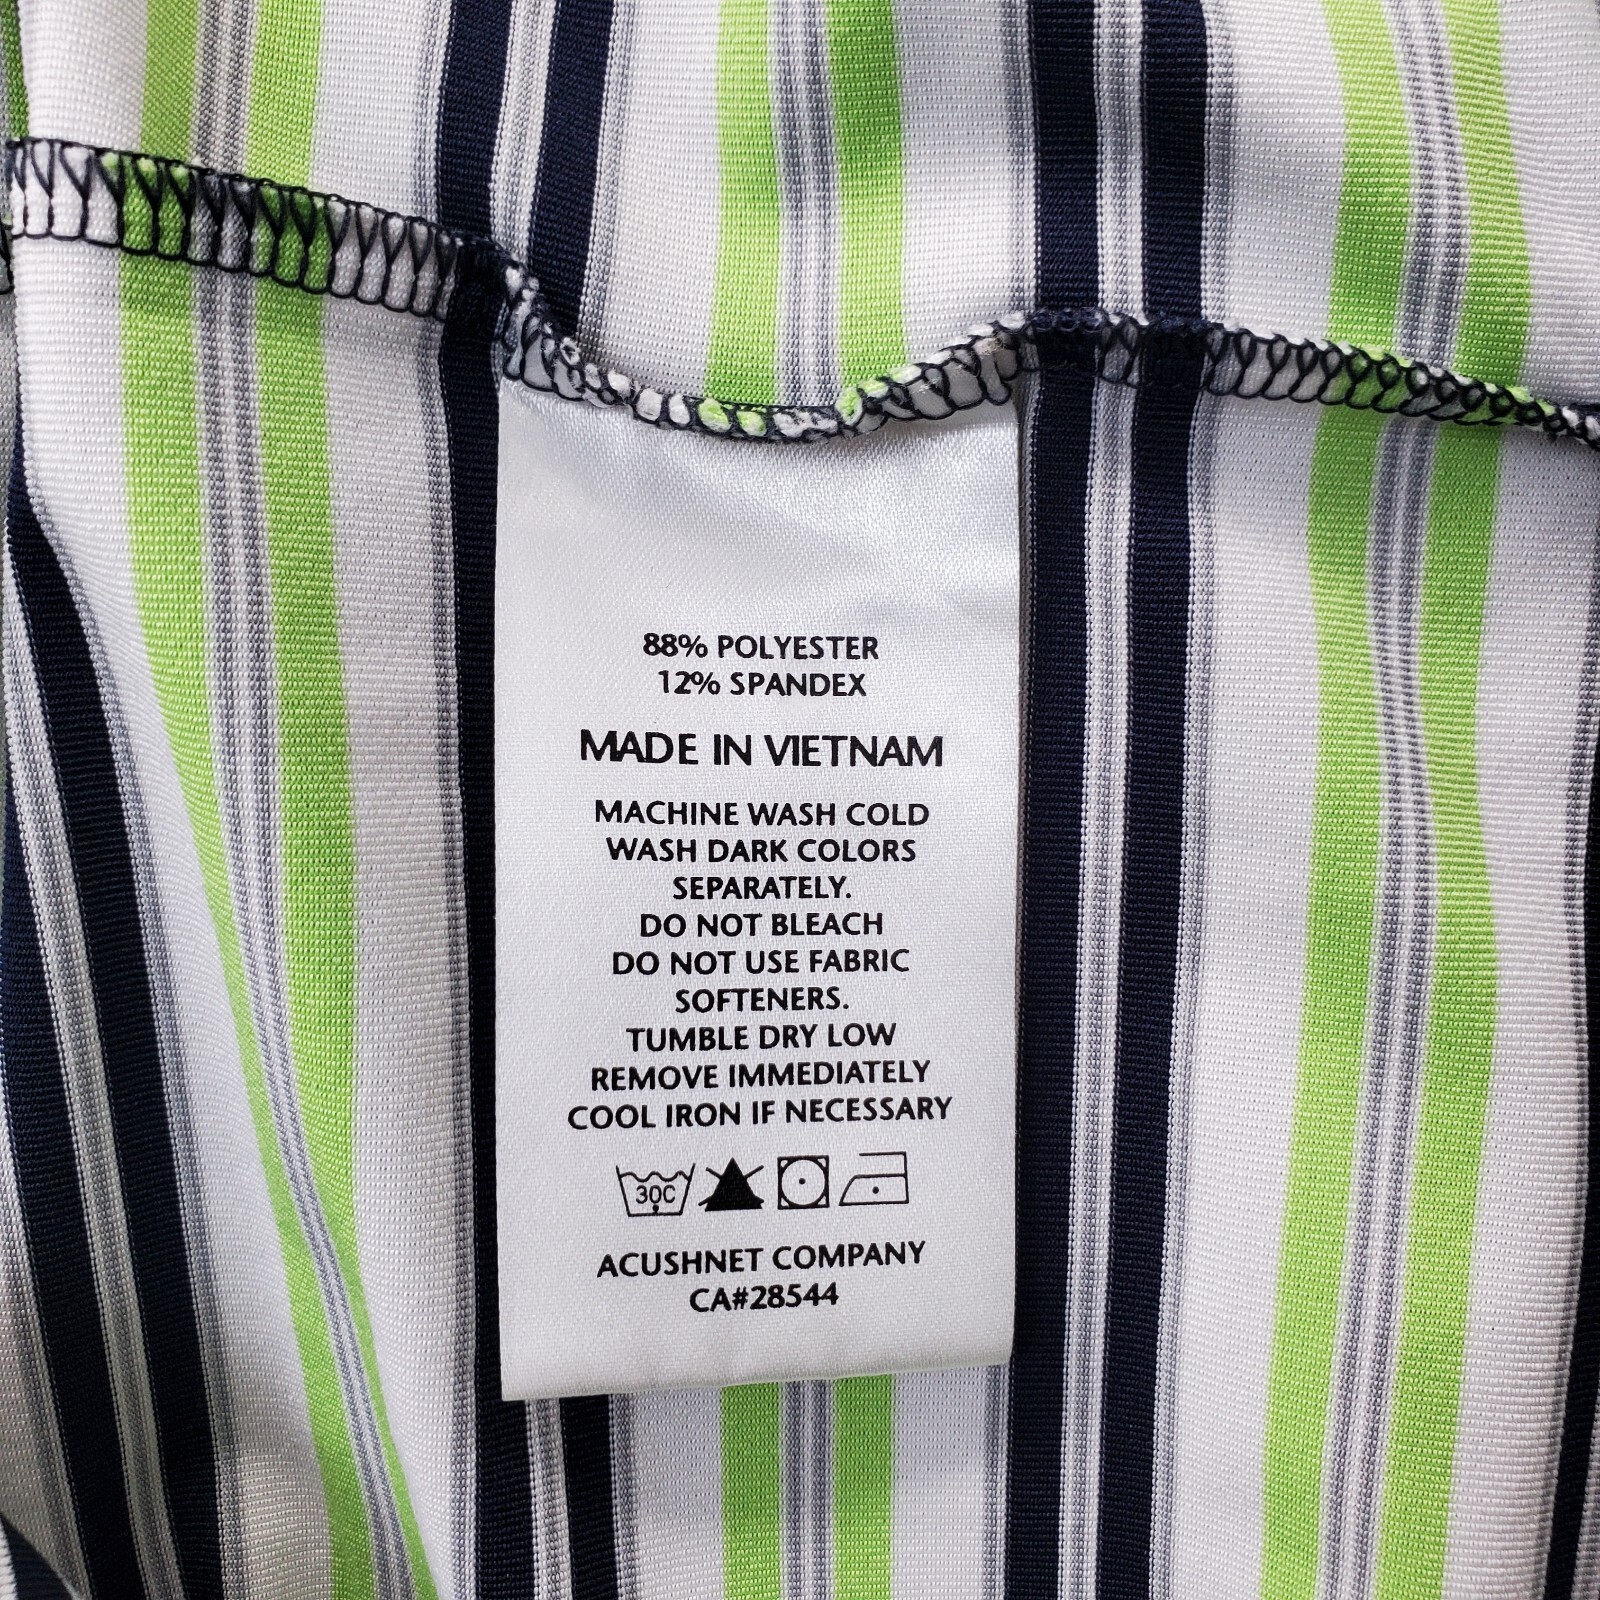 88% POLYESTER
12% SPANDEX
MADE IN VIETNAM
MACHINE WASH COLD
WASH DARK COLORS
SEPARATELY.
DO NOT BLEACH
DO NOT USE FABRIC
SOFTENERS.
TUMBLE DRY LOW
REMOVE IMMEDIATELY
COOL IRON IF NECESSARY
30C
ACUSHNET COMPANY
CA#28544